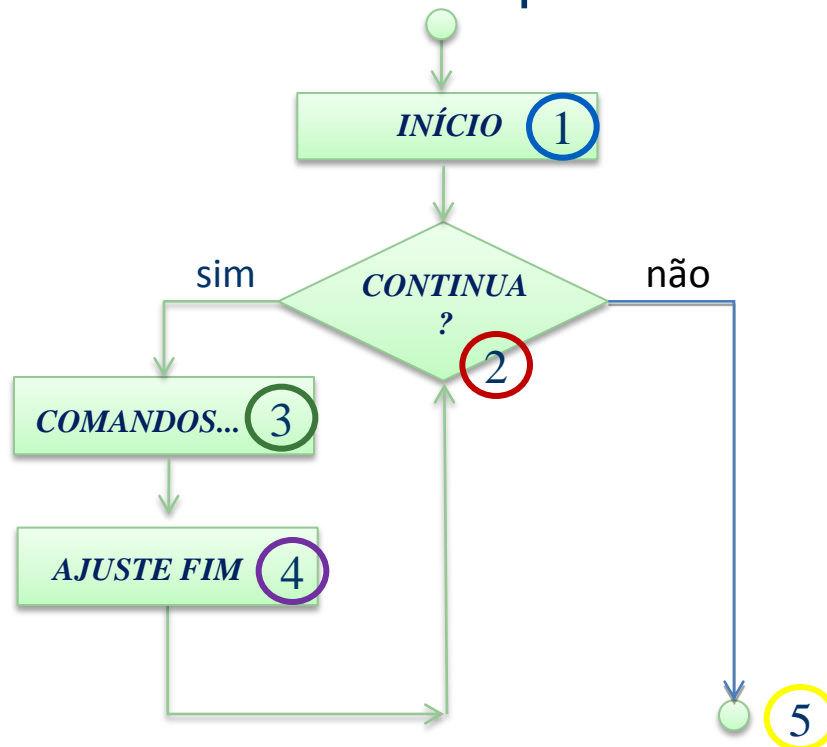 INÍCIO 1
sim
CONTINUA
?
não
2
COMANDOS... 3
AJUSTE FIM 4
5